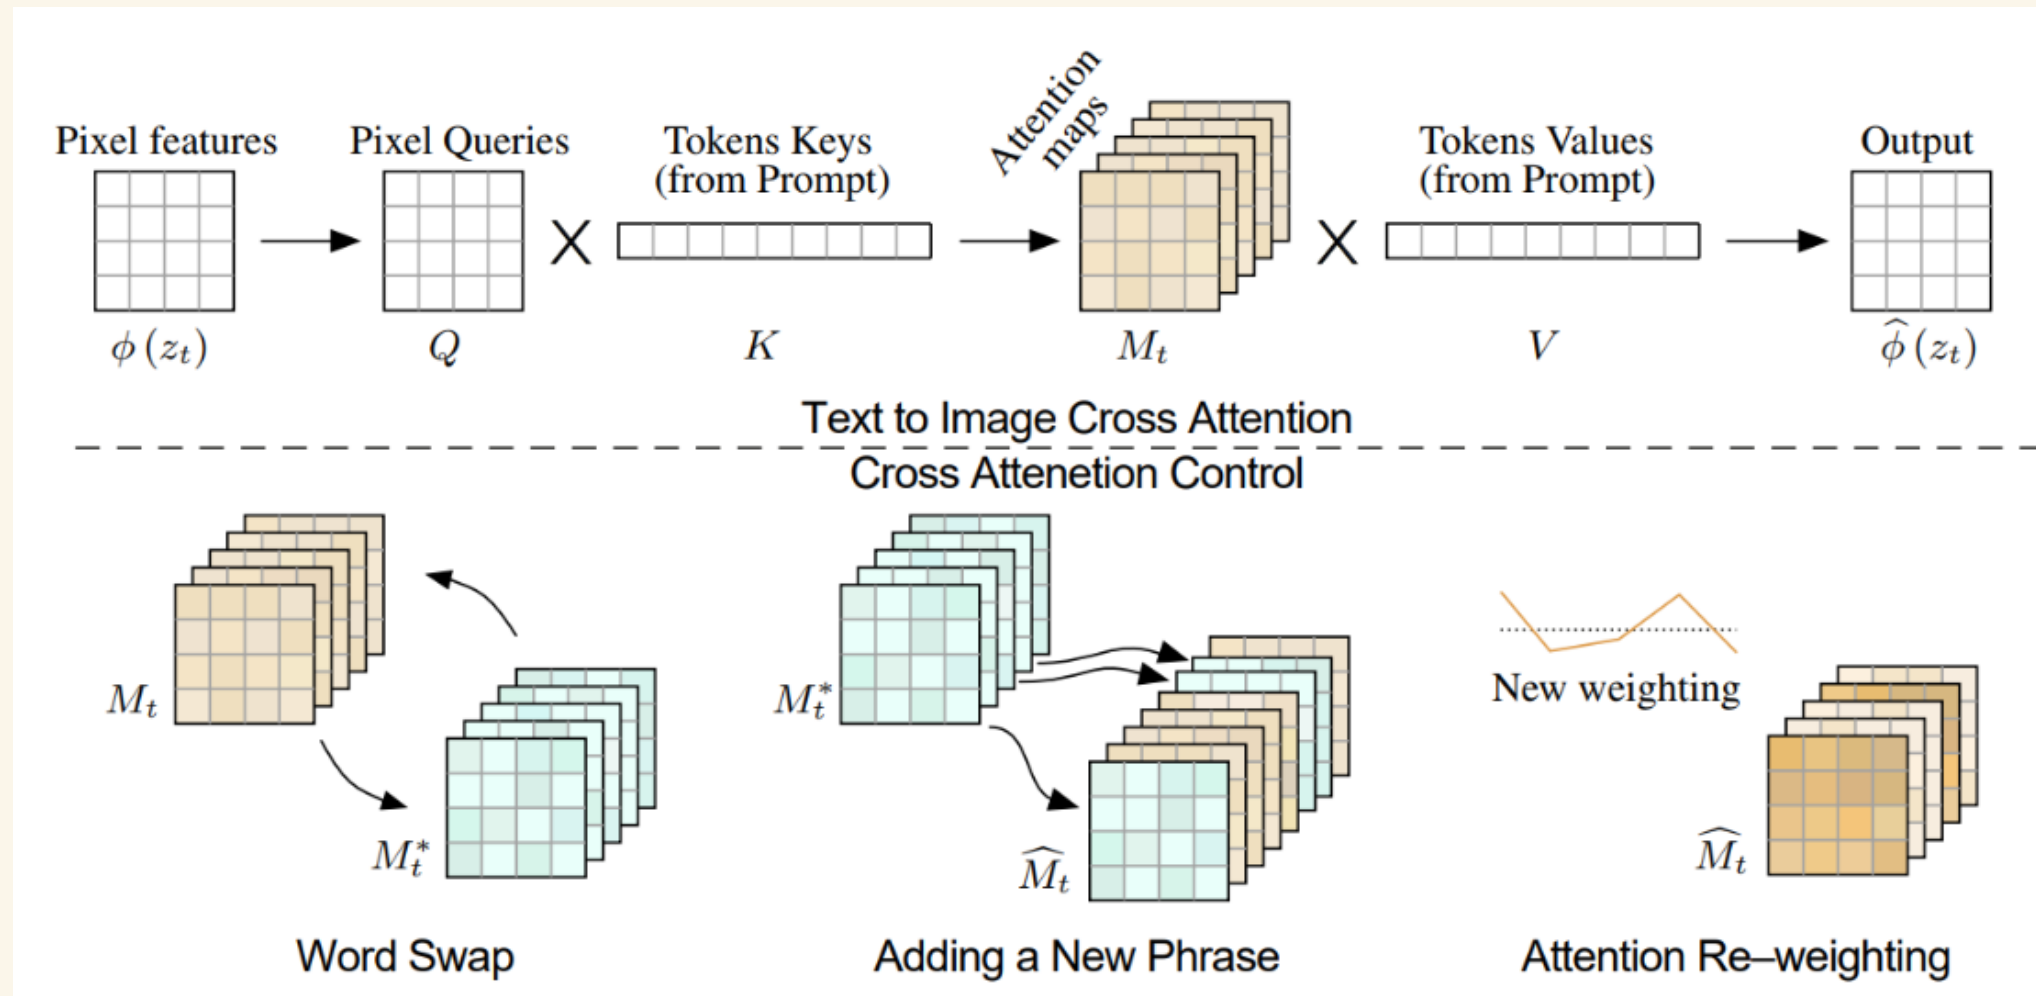 Pixel features
Pixel Queries
Tokens Keys
(from Prompt)
Attention
maps
Tokens Values
(from Prompt)
Output
ϕ (z_t)
Q
X
K
M_t
X
V
ϕ̂ (z_t)
Text to Image Cross Attention
Cross Attenetion Control
M_t
M_t^*
Word Swap
M_t^*
M̂_t
Adding a New Phrase
New weighting
M̂_t
Attention Re–weighting